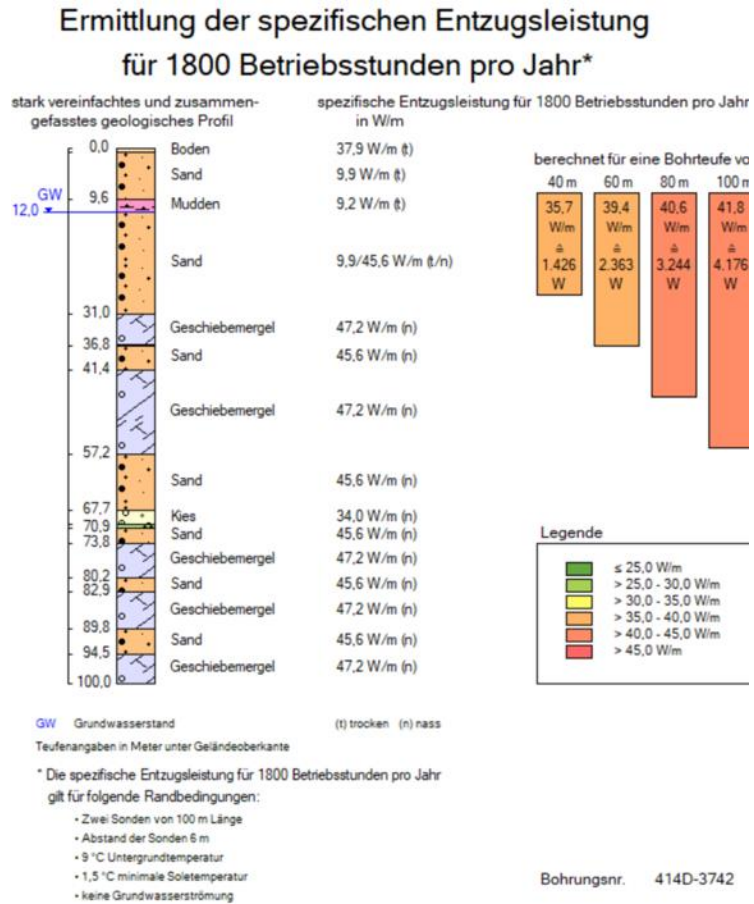 Ermittlung der spezifischen Entzugsleistung
für 1800 Betriebsstunden pro Jahr*
stark vereinfachtes und zusammen-
gefasstes geologisches Profil
spezifische Entzugsleistung für 1800 Betriebsstunden pro Jahr
in W/m
0,0 Boden 37,9 W/m (t)
Sand 9,9 W/m (t)
9,6 Mudden 9,2 W/m (t)
GW
12,0
Sand 9,9/45,6 W/m (t/n)
31,0
Geschiebemergel 47,2 W/m (n)
36,8
Sand 45,6 W/m (n)
41,4
Geschiebemergel 47,2 W/m (n)
57,2
Sand 45,6 W/m (n)
67,7
Kies 34,0 W/m (n)
70,9
Sand 45,6 W/m (n)
73,8
Geschiebemergel 47,2 W/m (n)
80,2
Sand 45,6 W/m (n)
82,9
Geschiebemergel 47,2 W/m (n)
89,8
Sand 45,6 W/m (n)
94,5
Geschiebemergel 47,2 W/m (n)
100,0
berechnet für eine Bohrteufe vo
40 m 60 m 80 m 100 m
35,7 39,4 40,6 41,8
W/m W/m W/m W/m
≙ ≙ ≙ ≙
1.426 2.363 3.244 4.176
W W W W
Legende
≤ 25,0 W/m
> 25,0 - 30,0 W/m
> 30,0 - 35,0 W/m
> 35,0 - 40,0 W/m
> 40,0 - 45,0 W/m
> 45,0 W/m
GW Grundwasserstand (t) trocken (n) nass
Teufenangaben in Meter unter Geländeoberkante
* Die spezifische Entzugsleistung für 1800 Betriebsstunden pro Jahr
gilt für folgende Randbedingungen:
• Zwei Sonden von 100 m Länge
• Abstand der Sonden 6 m
• 9 °C Untergrundtemperatur
• 1,5 °C minimale Soletemperatur
• keine Grundwasserströmung
Bohrungsnr. 414D-3742